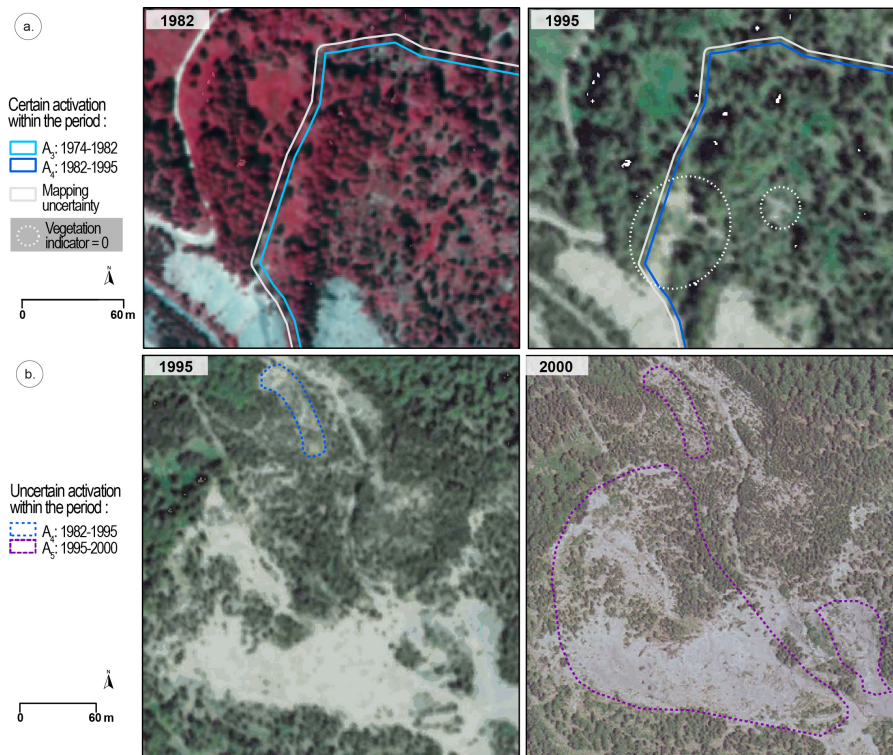 a.
1982
1995
Certain activation
within the period :
A3: 1974-1982
A4: 1982-1995
Mapping
uncertainty
Vegetation
indicator = 0
N
0
60 m
b.
1995
2000
Uncertain activation
within the period :
A4: 1982-1995
A5: 1995-2000
N
0
60 m